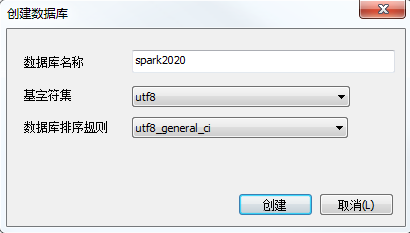 创建数据库
数据库名称
spark2020
基字符集
utf8
数据库排序规则
utf8_general_ci
创建
取消(L)